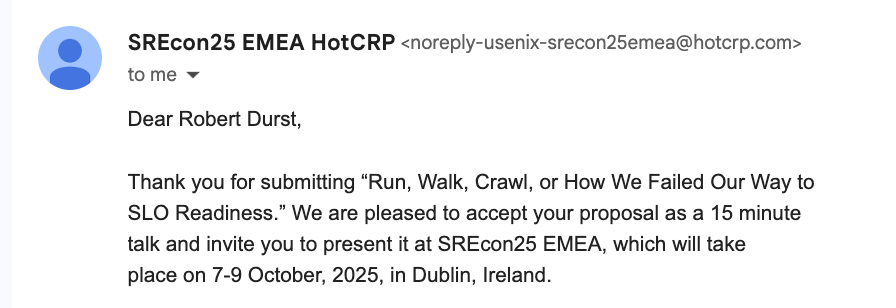 SREcon25 EMEA HotCRP <noreply-usenix-srecon25emea@hotcrp.com>
to me
Dear Robert Durst,
Thank you for submitting “Run, Walk, Crawl, or How We Failed Our Way to
SLO Readiness.” We are pleased to accept your proposal as a 15 minute
talk and invite you to present it at SREcon25 EMEA, which will take
place on 7-9 October, 2025, in Dublin, Ireland.